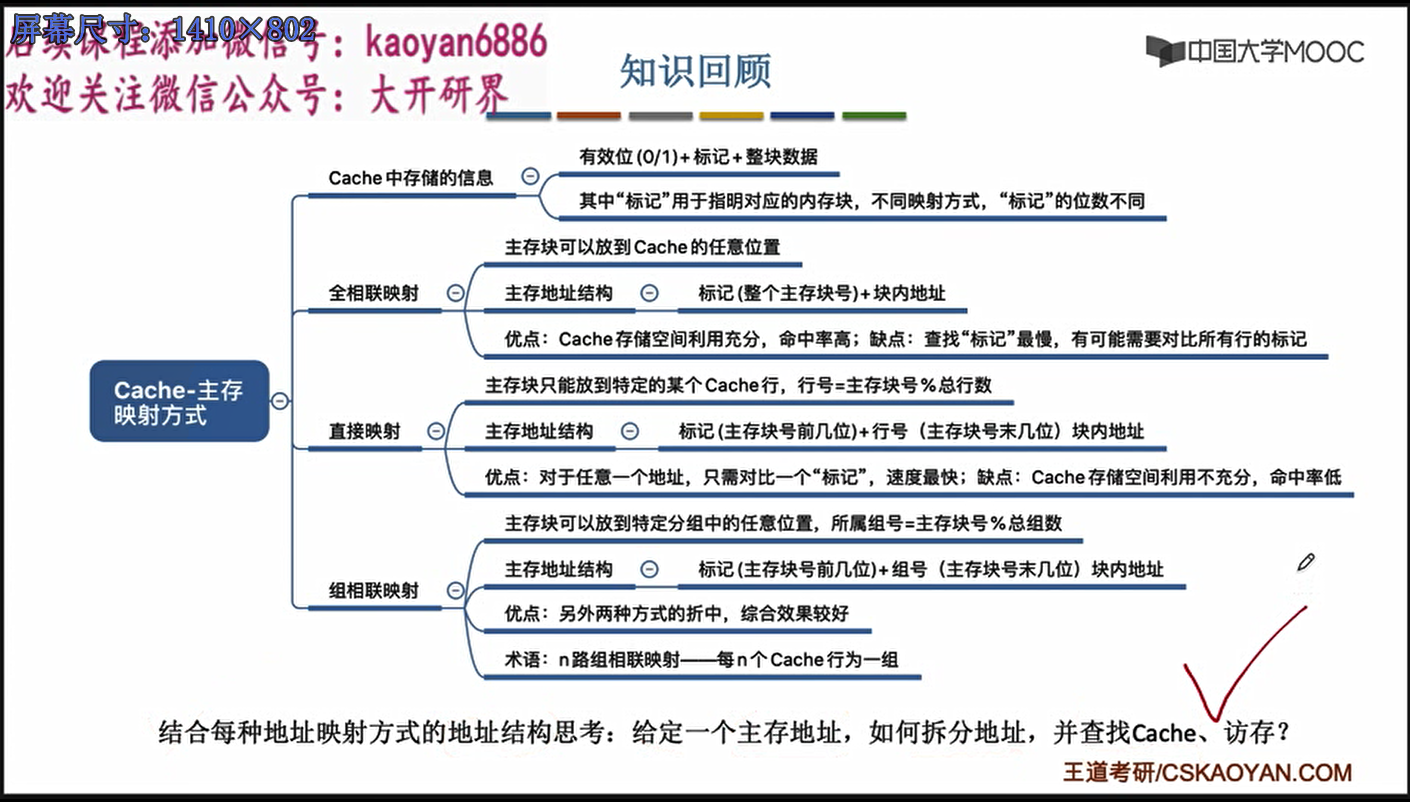 屏幕尺寸：1410×802
后续课程添加微信号：kaoyan6886
欢迎关注微信公众号：大开研界
中国大学MOOC
知识回顾
Cache-主存
映射方式
Cache中存储的信息
有效位(0/1)+标记+整块数据
其中“标记”用于指明对应的内存块，不同映射方式，“标记”的位数不同
全相联映射
主存块可以放到Cache的任意位置
主存地址结构
标记(整个主存块号)+块内地址
优点：Cache存储空间利用充分，命中率高；缺点：查找“标记”最慢，有可能需要对比所有行的标记
直接映射
主存块只能放到特定的某个Cache行，行号=主存块号%总行数
主存地址结构
标记(主存块号前几位)+行号（主存块号末几位）块内地址
优点：对于任意一个地址，只需对比一个“标记”，速度最快；缺点：Cache存储空间利用不充分，命中率低
组相联映射
主存块可以放到特定分组中的任意位置，所属组号=主存块号%总组数
主存地址结构
标记(主存块号前几位)+组号（主存块号末几位）块内地址
优点：另外两种方式的折中，综合效果较好
术语：n路组相联映射——每n个Cache行为一组
结合每种地址映射方式的地址结构思考：给定一个主存地址，如何拆分地址，并查找Cache、访存？
王道考研/CSKAOYAN.COM